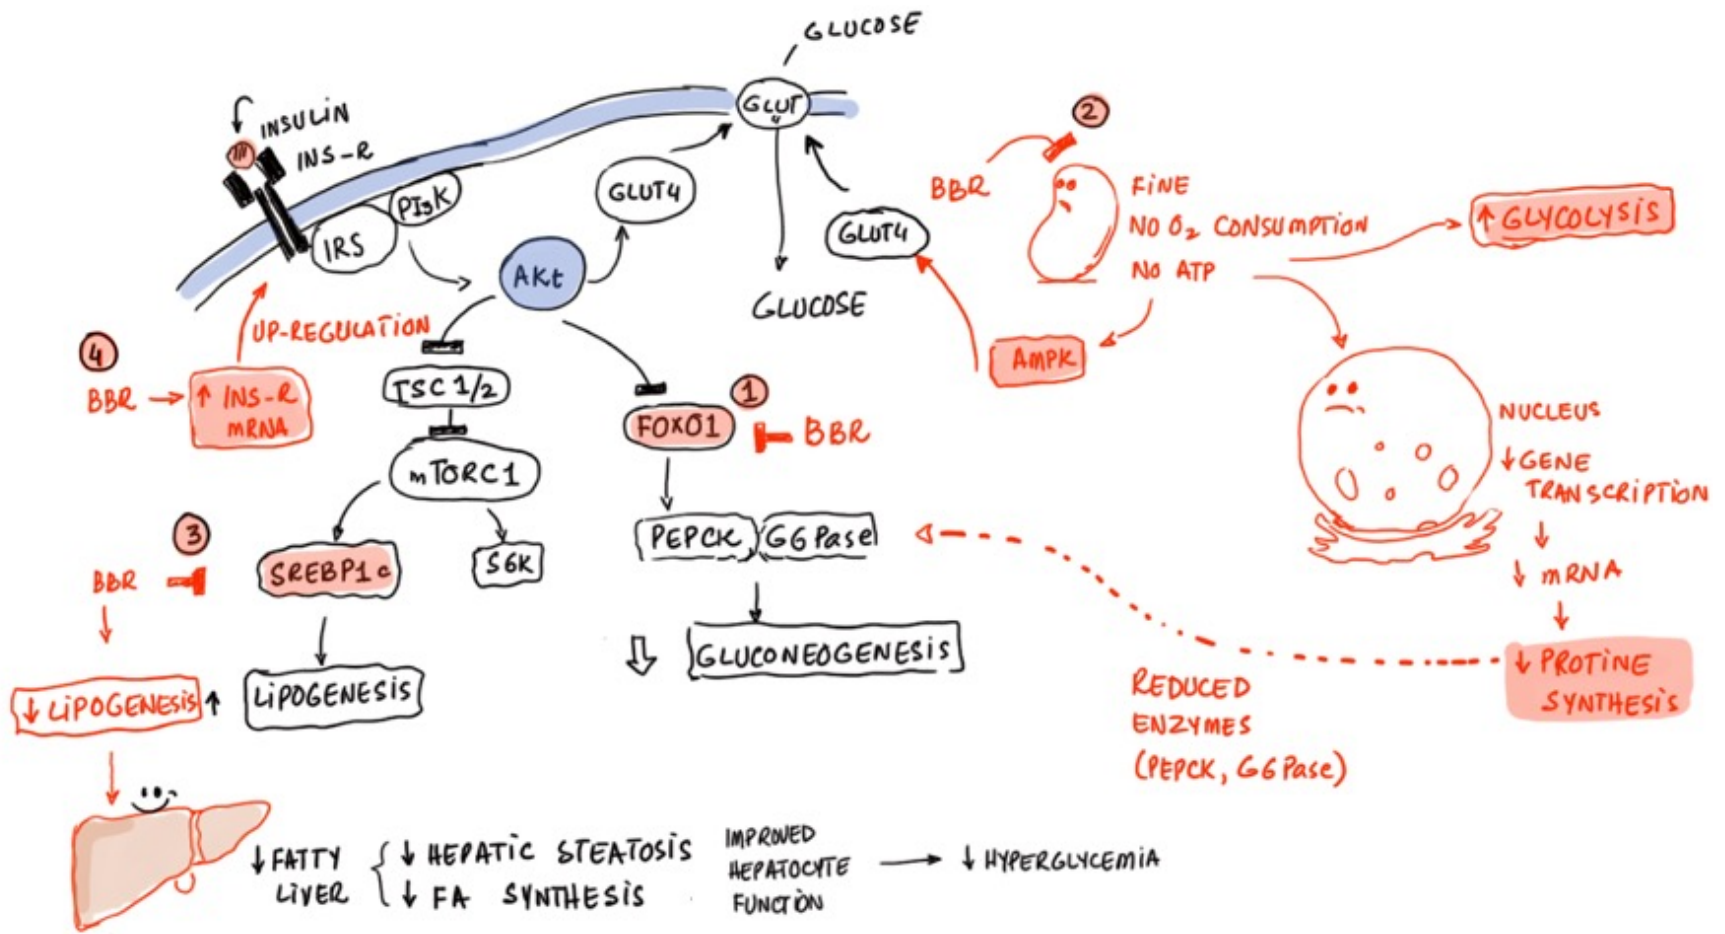 GLUCOSE
GLUT
4
INSULIN
INS-R
PI3K
IRS
AKt
GLUT4
GLUCOSE
GLUT4
2
BBR
FINE
NO O2 CONSUMPTION
NO ATP
↑ GLYCOLYSIS
AMPK
UP-REGULATION
4
BBR
↑ INS-R
mRNA
TSC 1/2
mTORC1
1
FOXO1
BBR
NUCLEUS
↓ GENE
TRANSCRIPTION
↓ mRNA
↓ PROTINE
SYNTHESIS
3
BBR
SREBP1c
S6K
PEPCK
G6Pase
GLUCONEOGENESIS
↓ LIPOGENESIS
↑ LIPOGENESIS
REDUCED
ENZYMES
(PEPCK, G6Pase)
↓ FATTY
LIVER
↓ HEPATIC STEATOSIS
↓ FA SYNTHESIS
IMPROVED
HEPATOCYTE
FUNCTION
↓ HYPERGLYCEMIA